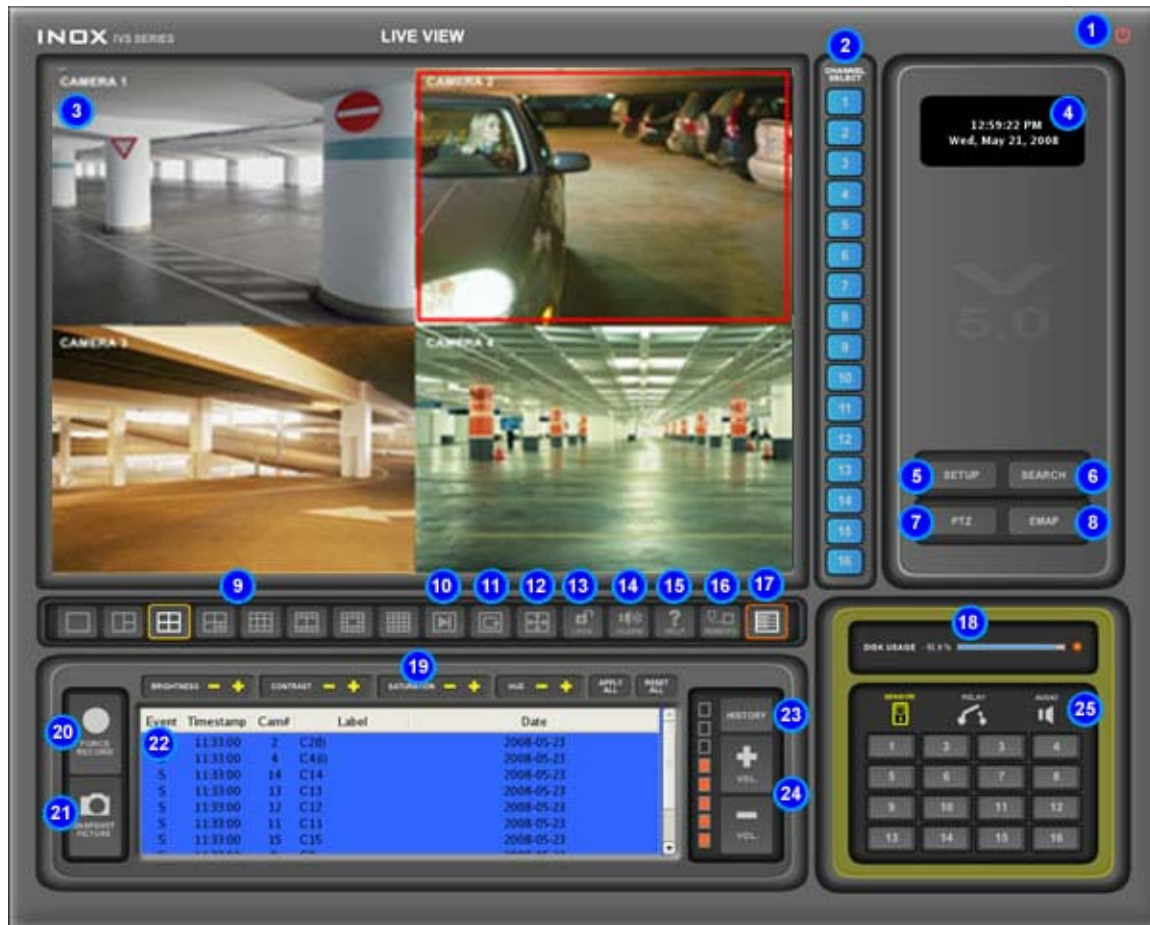 INOX IVS SERIES
LIVE VIEW
1
2
CHANNEL
SELECT
CAMERA 1
3
CAMERA 2
CAMERA 3
CAMERA 4
1
2
3
4
5
6
7
8
9
10
11
12
13
14
15
16
4
12:59:22 PM
Wed, May 21, 2008
V
5.0
5 SETUP SEARCH 6
7 PTZ EMAP 8
9 10 11 12 13 14 15 16 17
LOCK ALARM ? HELP REMOTE
18
DISK USAGE
19
BRIGHTNESS - + CONTRAST - + SATURATION - + HUE - + APPLY ALL RESET ALL
20 FORCE RECORD
21 SNAPSHOT PICTURE
Event Timestamp Cam# Label Date
22 11:33:00 2 C2(I) 2008-05-23
11:33:00 4 C4(I) 2008-05-23
S 11:33:00 14 C14 2008-05-23
S 11:33:00 13 C13 2008-05-23
S 11:33:00 12 C12 2008-05-23
S 11:33:00 11 C11 2008-05-23
S 11:33:00 15 C15 2008-05-23
HISTORY 23
+ VOL.
24
- VOL.
SENSOR RELAY AUDIO 25
1 2 3 4
5 6 7 8
9 10 11 12
13 14 15 16